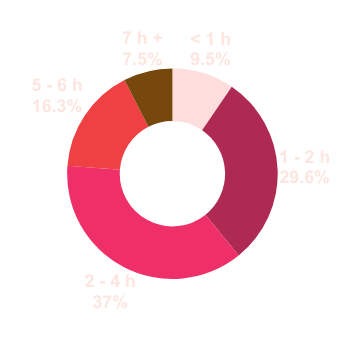 7 h +
7.5%
< 1 h
9.5%
5 - 6 h
16.3%
1 - 2 h
29.6%
2 - 4 h
37%